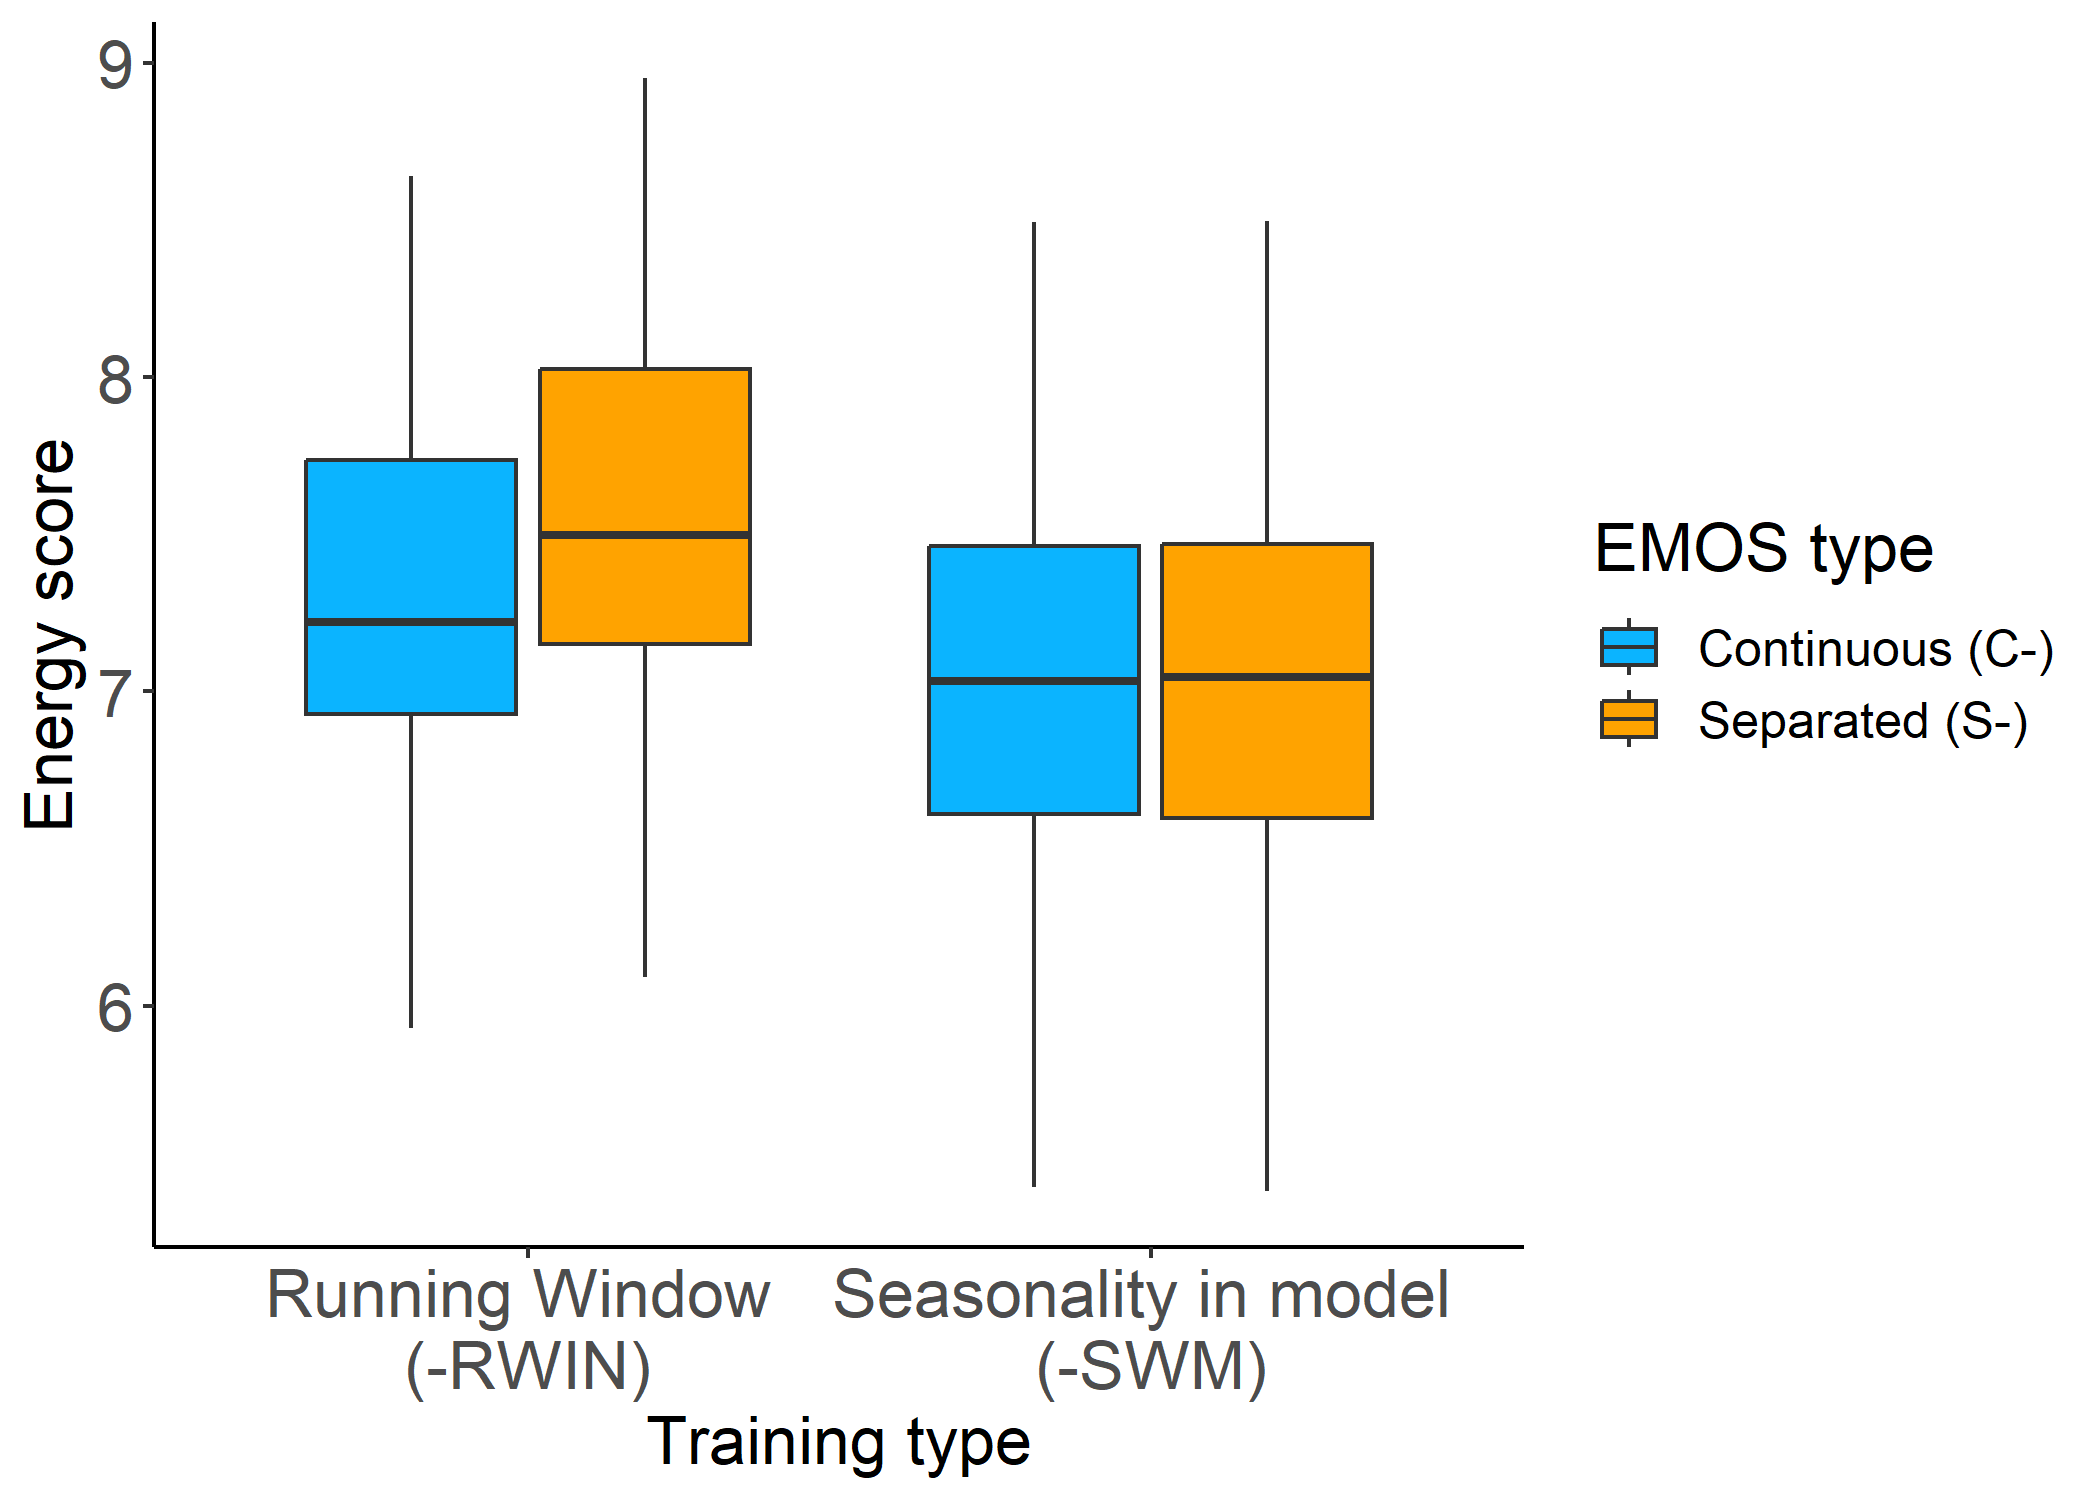 9
8
7
6
Energy score
Running Window
(-RWIN)
Seasonality in model
(-SWM)
Training type
EMOS type
Continuous (C-)
Separated (S-)